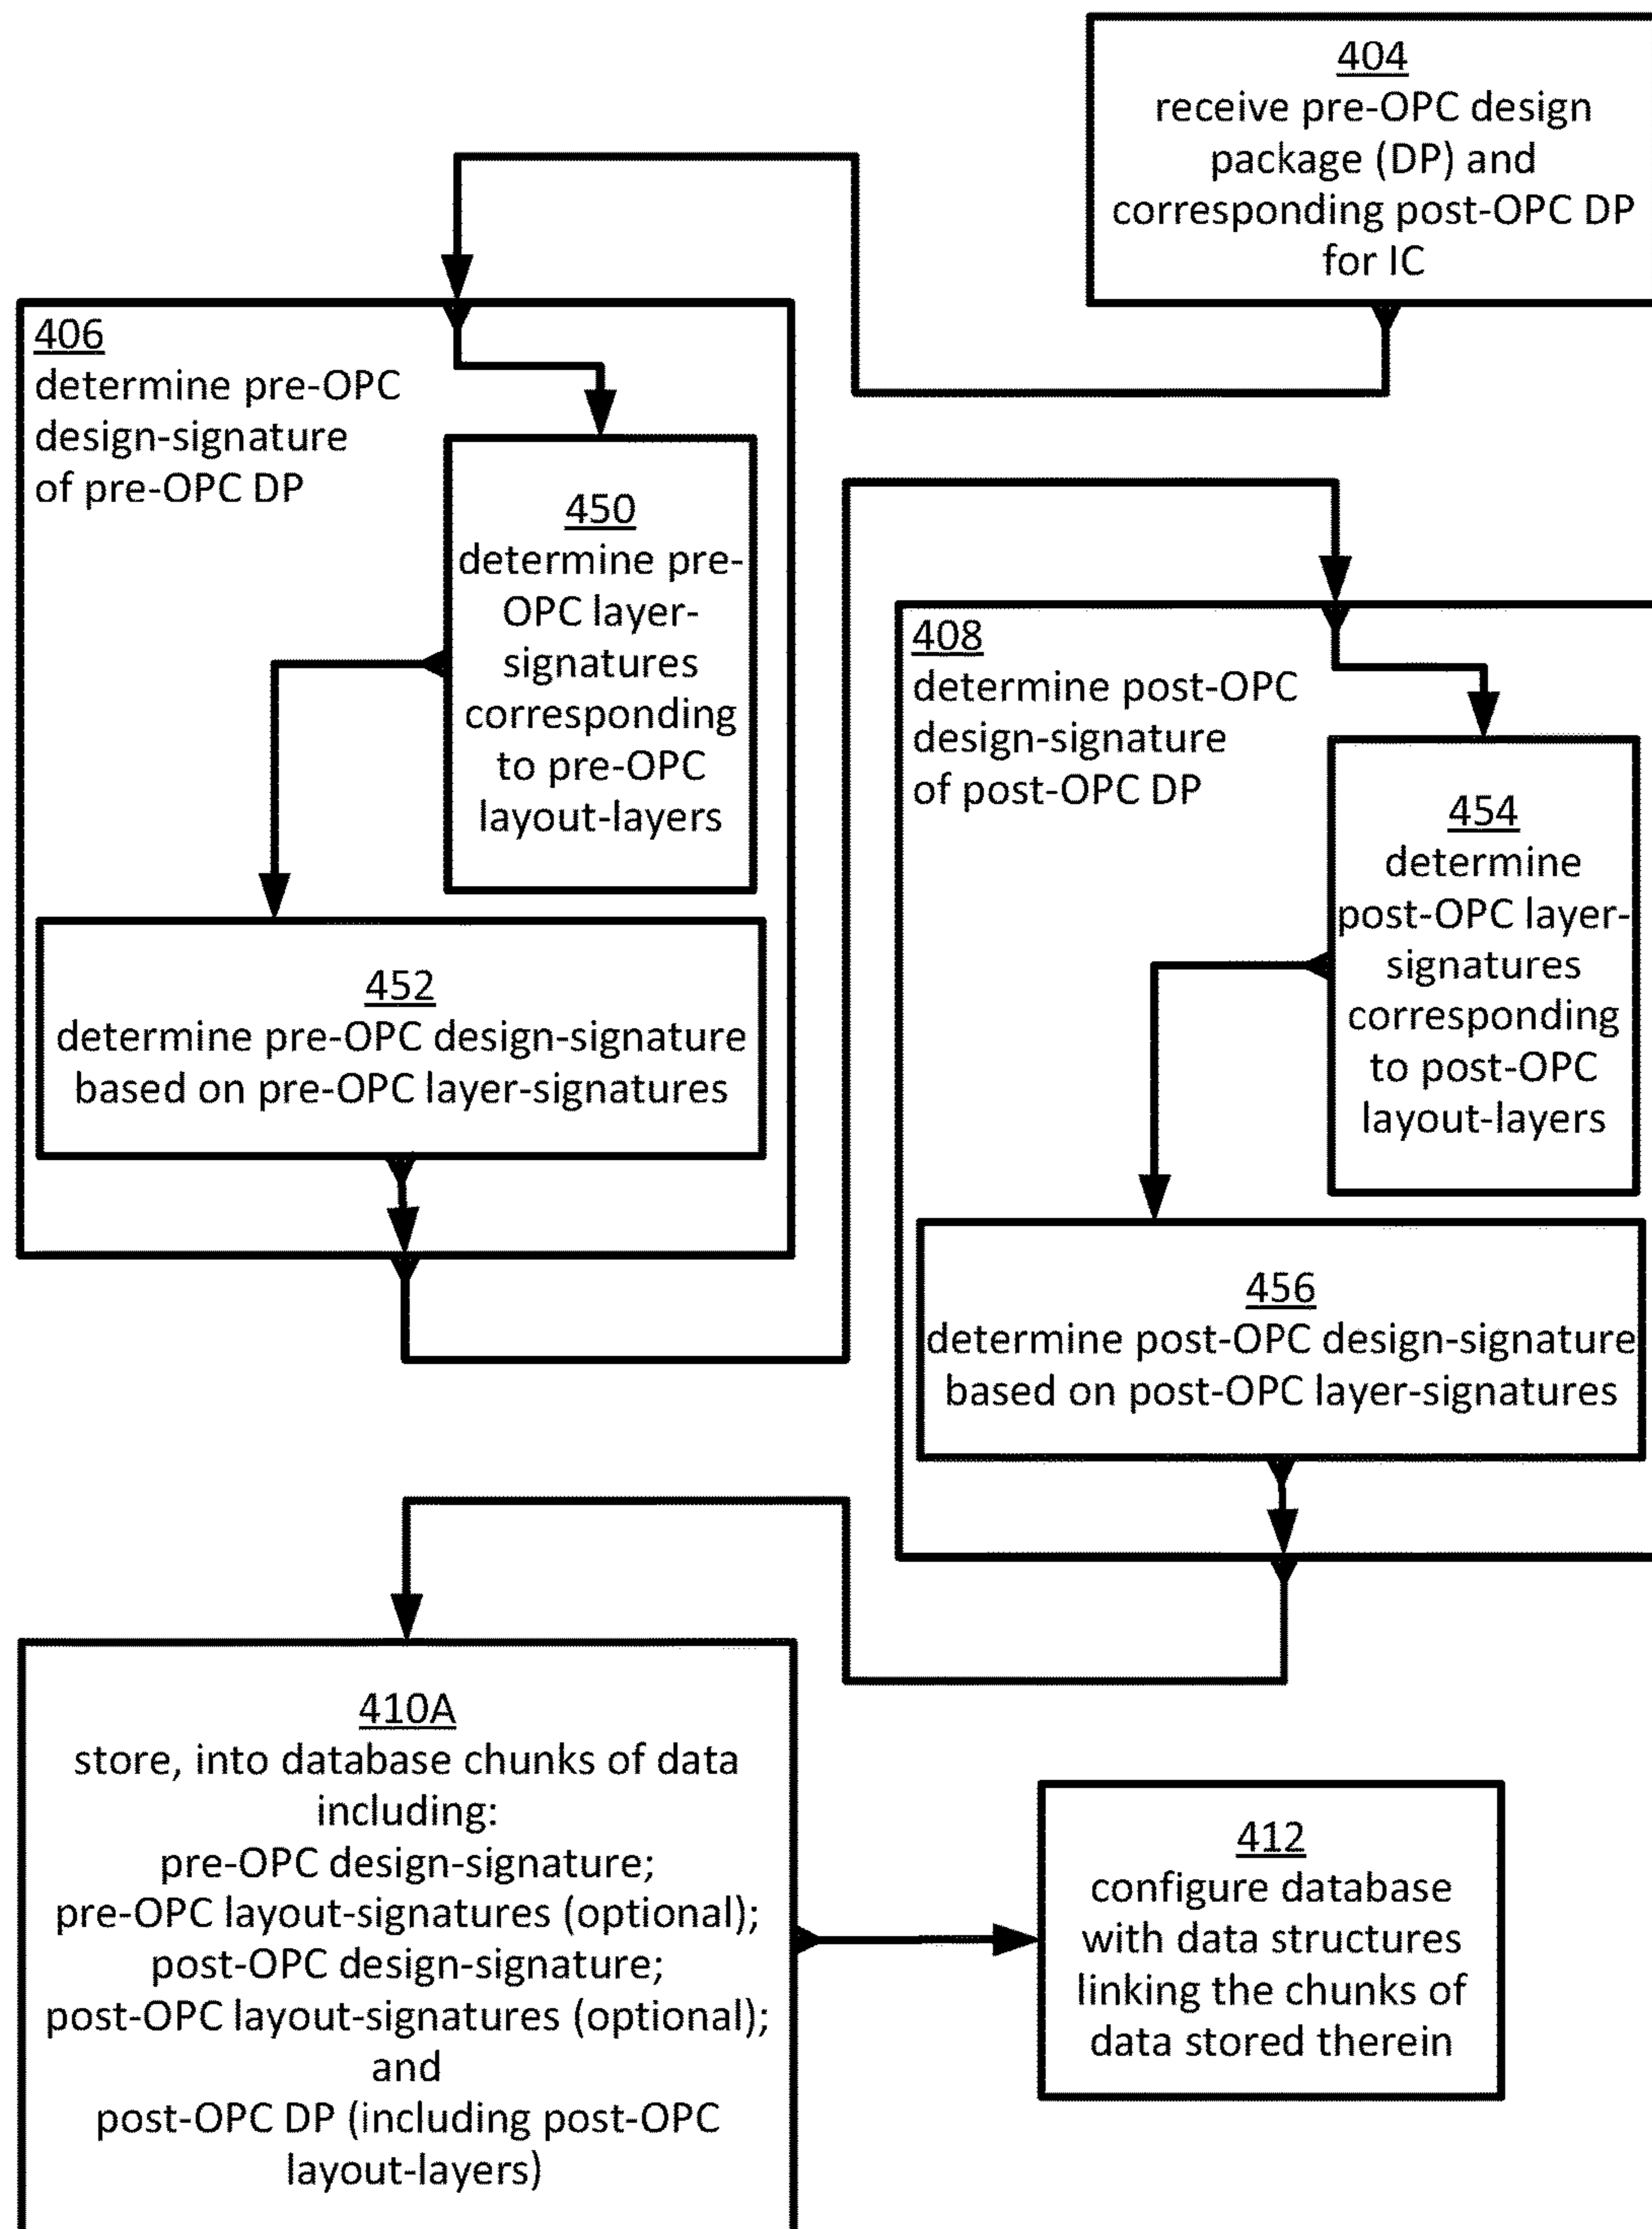 404
receive pre-OPC design
package (DP) and
corresponding post-OPC DP
for IC
406
determine pre-OPC
design-signature
of pre-OPC DP
450
determine pre-
OPC layer-
signatures
corresponding
to pre-OPC
layout-layers
452
determine pre-OPC design-signature
based on pre-OPC layer-signatures
408
determine post-OPC
design-signature
of post-OPC DP
454
determine
post-OPC layer-
signatures
corresponding
to post-OPC
layout-layers
456
determine post-OPC design-signature
based on post-OPC layer-signatures
410A
store, into database chunks of data
including:
pre-OPC design-signature;
pre-OPC layout-signatures (optional);
post-OPC design-signature;
post-OPC layout-signatures (optional);
and
post-OPC DP (including post-OPC
layout-layers)
412
configure database
with data structures
linking the chunks of
data stored therein